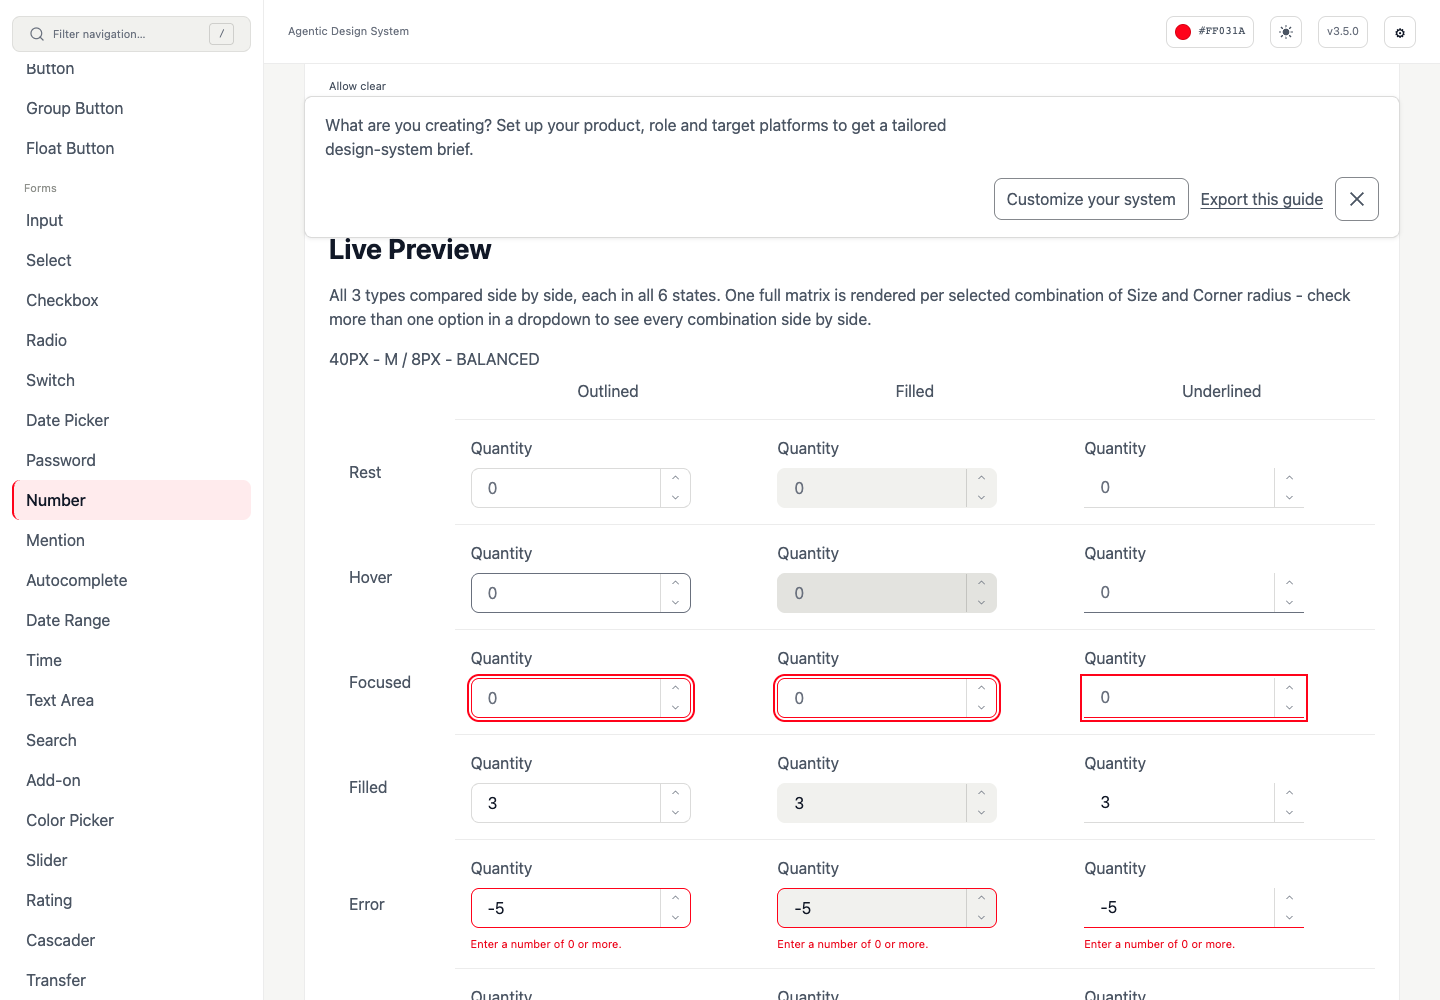 Filter navigation...
/
Button
Group Button
Float Button
Forms
Input
Select
Checkbox
Radio
Switch
Date Picker
Password
Number
Mention
Autocomplete
Date Range
Time
Text Area
Search
Add-on
Color Picker
Slider
Rating
Cascader
Transfer
Agentic Design System
#FF031A
v3.5.0
Allow clear
What are you creating? Set up your product, role and target platforms to get a tailored
design-system brief.
Customize your system
Export this guide
Live Preview
All 3 types compared side by side, each in all 6 states. One full matrix is rendered per selected combination of Size and Corner radius - check
more than one option in a dropdown to see every combination side by side.
40PX - M / 8PX - BALANCED
Outlined Filled Underlined
Quantity Quantity Quantity
Rest
0 0 0
Quantity Quantity Quantity
Hover
0 0 0
Quantity Quantity Quantity
Focused
0 0 0
Quantity Quantity Quantity
Filled
3 3 3
Quantity Quantity Quantity
Error
-5 -5 -5
Enter a number of 0 or more. Enter a number of 0 or more. Enter a number of 0 or more.
Quantity Quantity Quantity